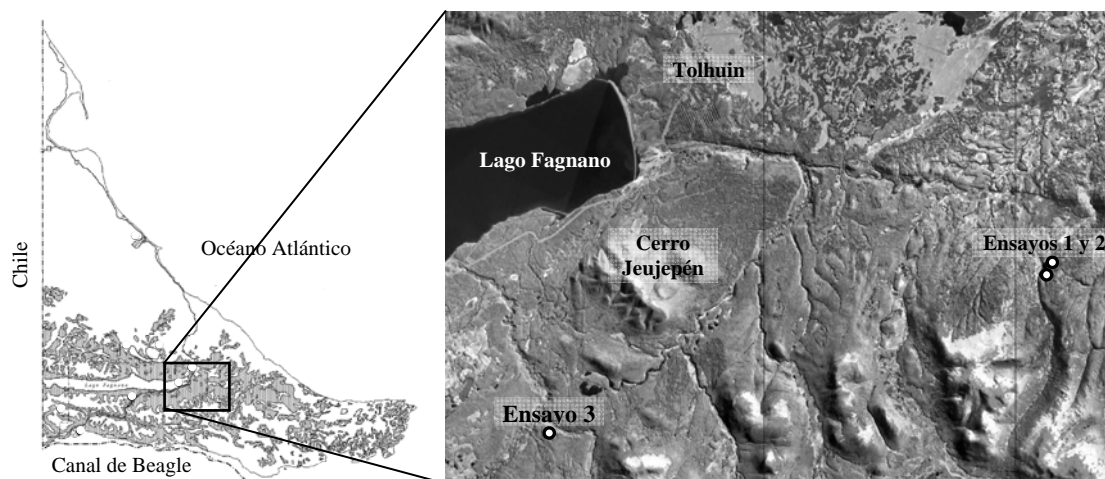 Chile
Océano Atlántico
Lago Fagnano
Canal de Beagle
Tolhuin
Lago Fagnano
Cerro
Jeujepén
Ensayos 1 y 2
Ensayo 3